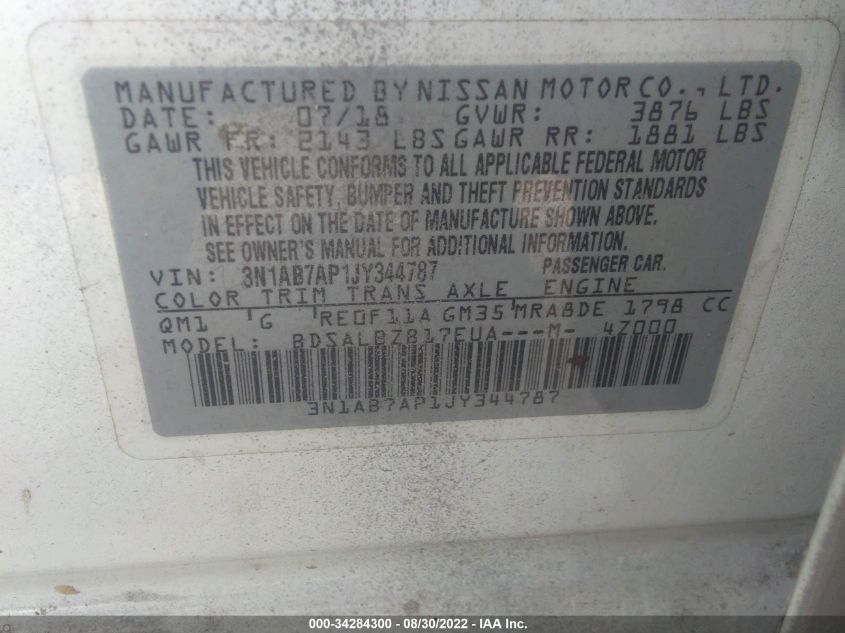 MANUFACTURED BY NISSAN MOTOR CO., LTD.
DATE: 07/18 GVWR: 3876 LBS
GAWR FR: 2143 LBS GAWR RR: 1881 LBS
THIS VEHICLE CONFORMS TO ALL APPLICABLE FEDERAL MOTOR
VEHICLE SAFETY, BUMPER AND THEFT PREVENTION STANDARDS
IN EFFECT ON THE DATE OF MANUFACTURE SHOWN ABOVE.
SEE OWNER'S MANUAL FOR ADDITIONAL INFORMATION.
VIN: 3N1AB7AP1JY344787 PASSENGER CAR.
COLOR TRIM TRANS AXLE ENGINE
QM1 G RE0F11A GM35 MRA8DE 1798 CC
MODEL: BDSALBZB17EUA---M- 4Z000
3N1AB7AP1JY344787
000-34284300 - 08/30/2022 - IAA Inc.